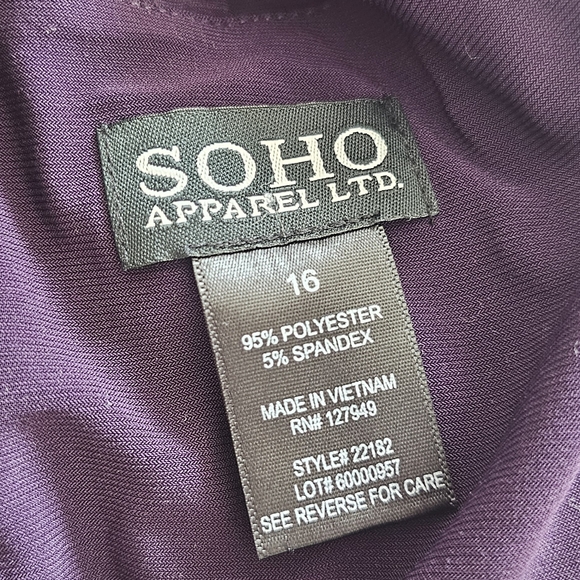 SOHO
APPAREL LTD.
16
95% POLYESTER
5% SPANDEX
MADE IN VIETNAM
RN# 127949
STYLE# 22182
LOT# 60000957
SEE REVERSE FOR CARE